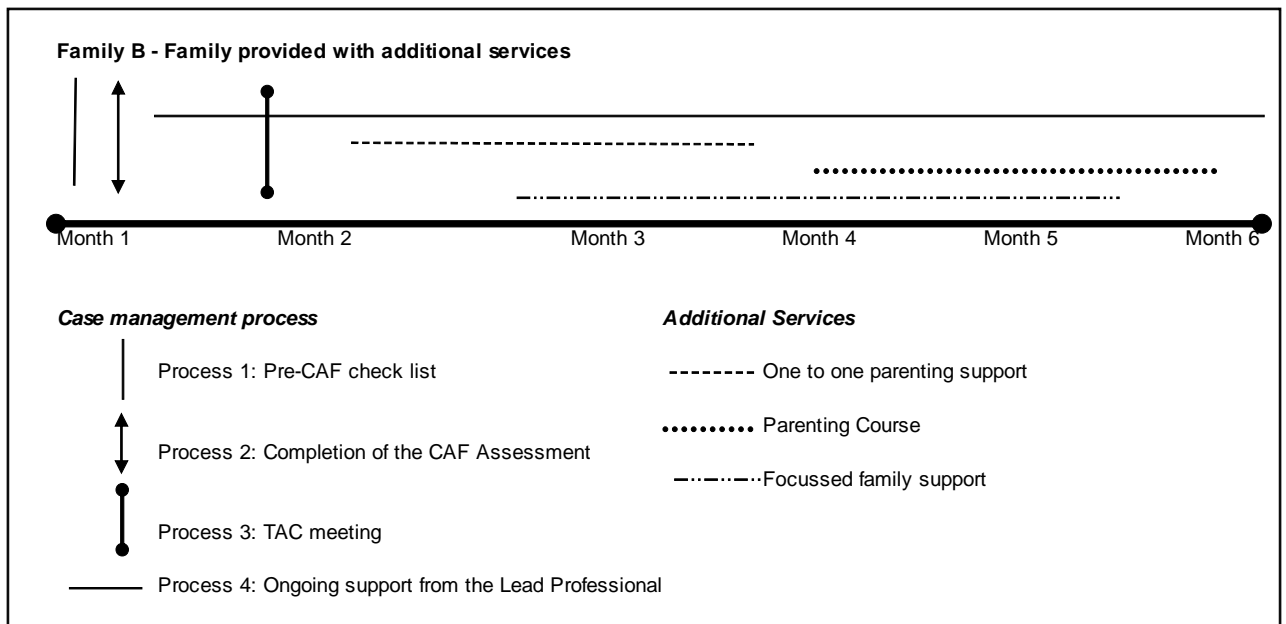 Family B - Family provided with additional services
Month 1 Month 2 Month 3 Month 4 Month 5 Month 6
Case management process
Process 1: Pre-CAF check list
Process 2: Completion of the CAF Assessment
Process 3: TAC meeting
Process 4: Ongoing support from the Lead Professional
Additional Services
One to one parenting support
Parenting Course
Focussed family support